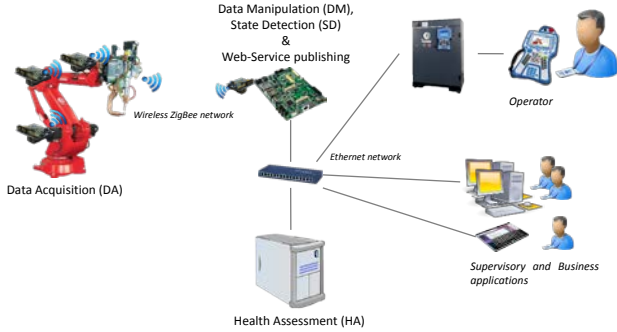 Data Manipulation (DM),
State Detection (SD)
&
Web-Service publishing
Operator
Wireless ZigBee network
Ethernet network
Data Acquisition (DA)
Supervisory and Business
applications
Health Assessment (HA)